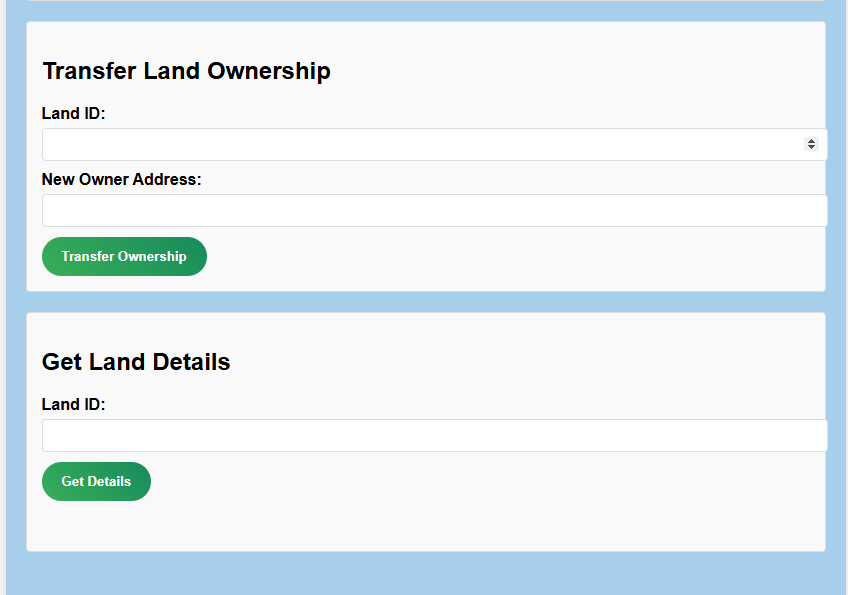 Transfer Land Ownership
Land ID:
New Owner Address:
Transfer Ownership
Get Land Details
Land ID:
Get Details